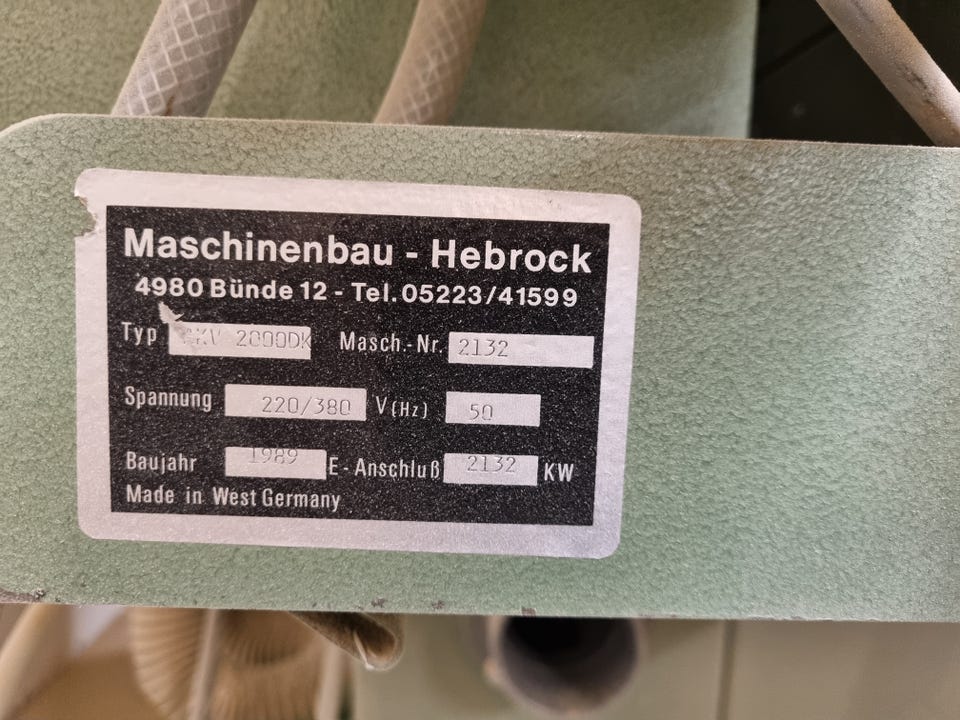 Maschinenbau - Hebrock
4980 Bünde 12 - Tel. 05223/41599
Typ 2000DK Masch.-Nr. 2132
Spannung 220/380 V (Hz) 50
Baujahr 1989 E-Anschluß 2132 KW
Made in West Germany